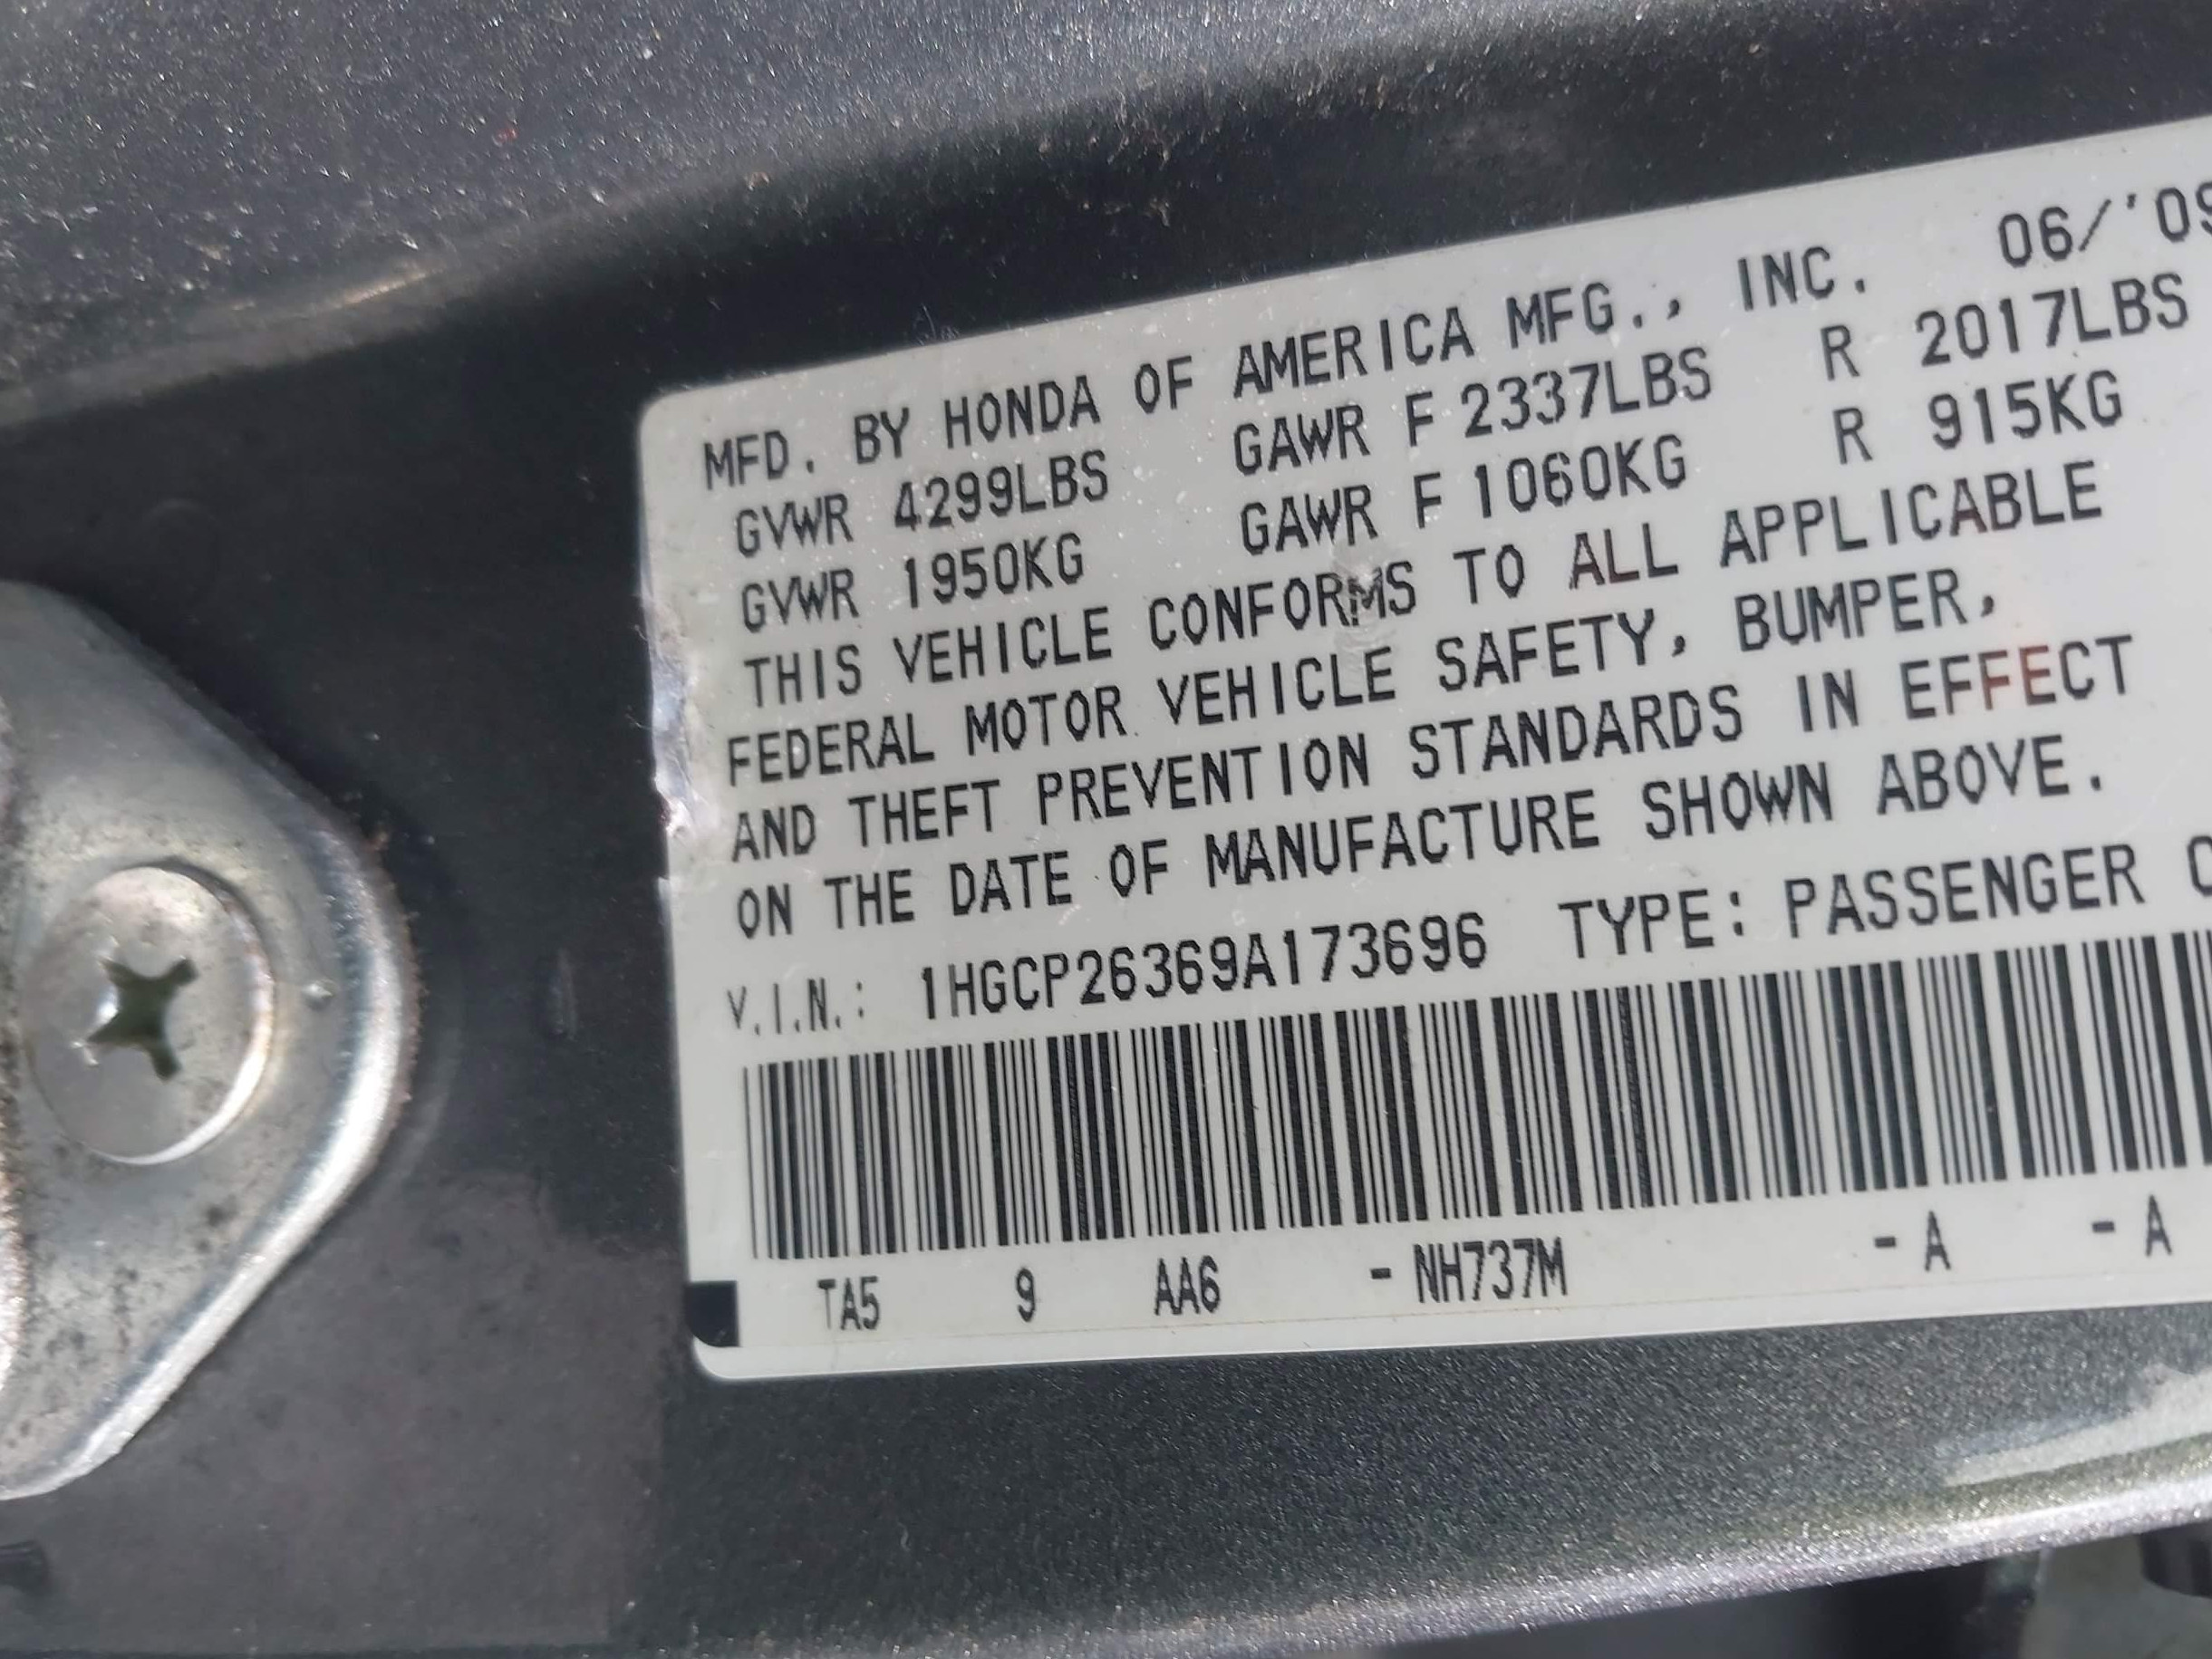 MFD. BY HONDA OF AMERICA MFG., INC. 06/'09
GVWR 4299LBS GAWR F 2337LBS R 2017LBS
GVWR 1950KG GAWR F 1060KG R 915KG
THIS VEHICLE CONFORMS TO ALL APPLICABLE
FEDERAL MOTOR VEHICLE SAFETY, BUMPER,
AND THEFT PREVENTION STANDARDS IN EFFECT
ON THE DATE OF MANUFACTURE SHOWN ABOVE.
V.I.N.: 1HGCP26369A173696 TYPE: PASSENGER
TA5 9 AA6 - NH737M - A - A